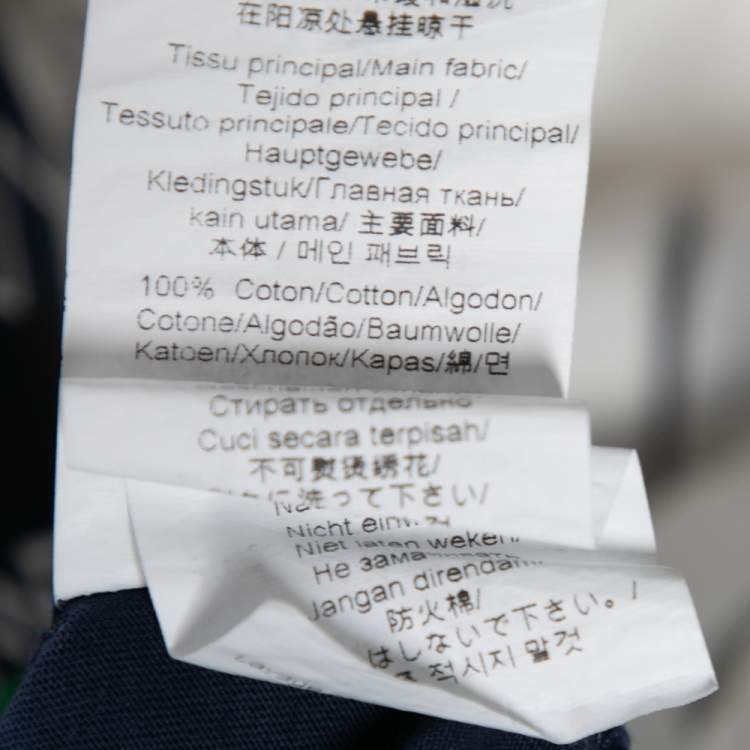 在阳凉处悬挂晾干
Tissu principal/Main fabric/
Tejido principal /
Tessuto principale/Tecido principal/
Hauptgewebe/
Kledingstuk/Главная ткань/
kain utama/ 主要面料/
本体 / 메인 패브릭
100% Coton/Cotton/Algodon/
Cotone/Algodão/Baumwolle/
Katoen/Хлопок/Kapas/綿/면
Стирать отдельно
Cuci secara terpisah/
不可熨烫绣花/
に洗って下さい/
Nicht
Niet laten weken/
Не
Jangan direndam
防火棉/
はしないで下さい。/
적시지 말것